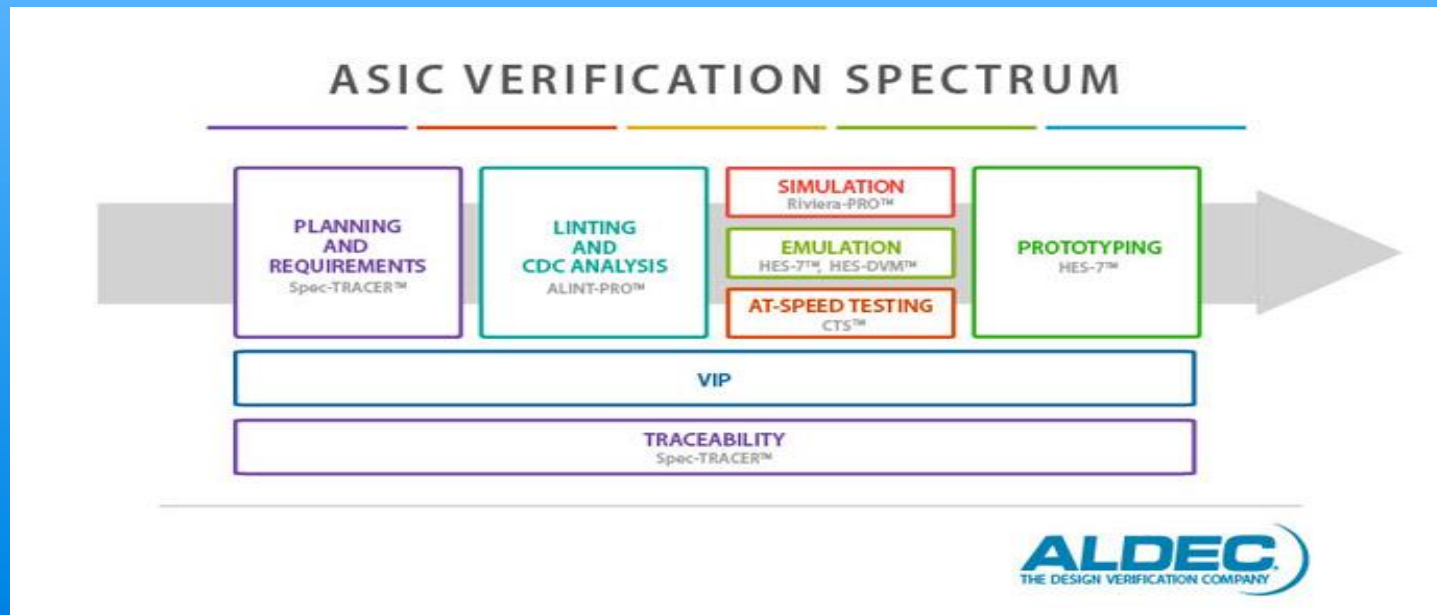 ASIC VERIFICATION SPECTRUM
PLANNING
AND
REQUIREMENTS
Spec-TRACER™
LINTING
AND
CDC ANALYSIS
ALINT-PRO™
SIMULATION
Riviera-PRO™
EMULATION
HES-7™, HES-DVM™
AT-SPEED TESTING
CTS™
PROTOTYPING
HES-7™
VIP
TRACEABILITY
Spec-TRACER™
ALDEC
THE DESIGN VERIFICATION COMPANY